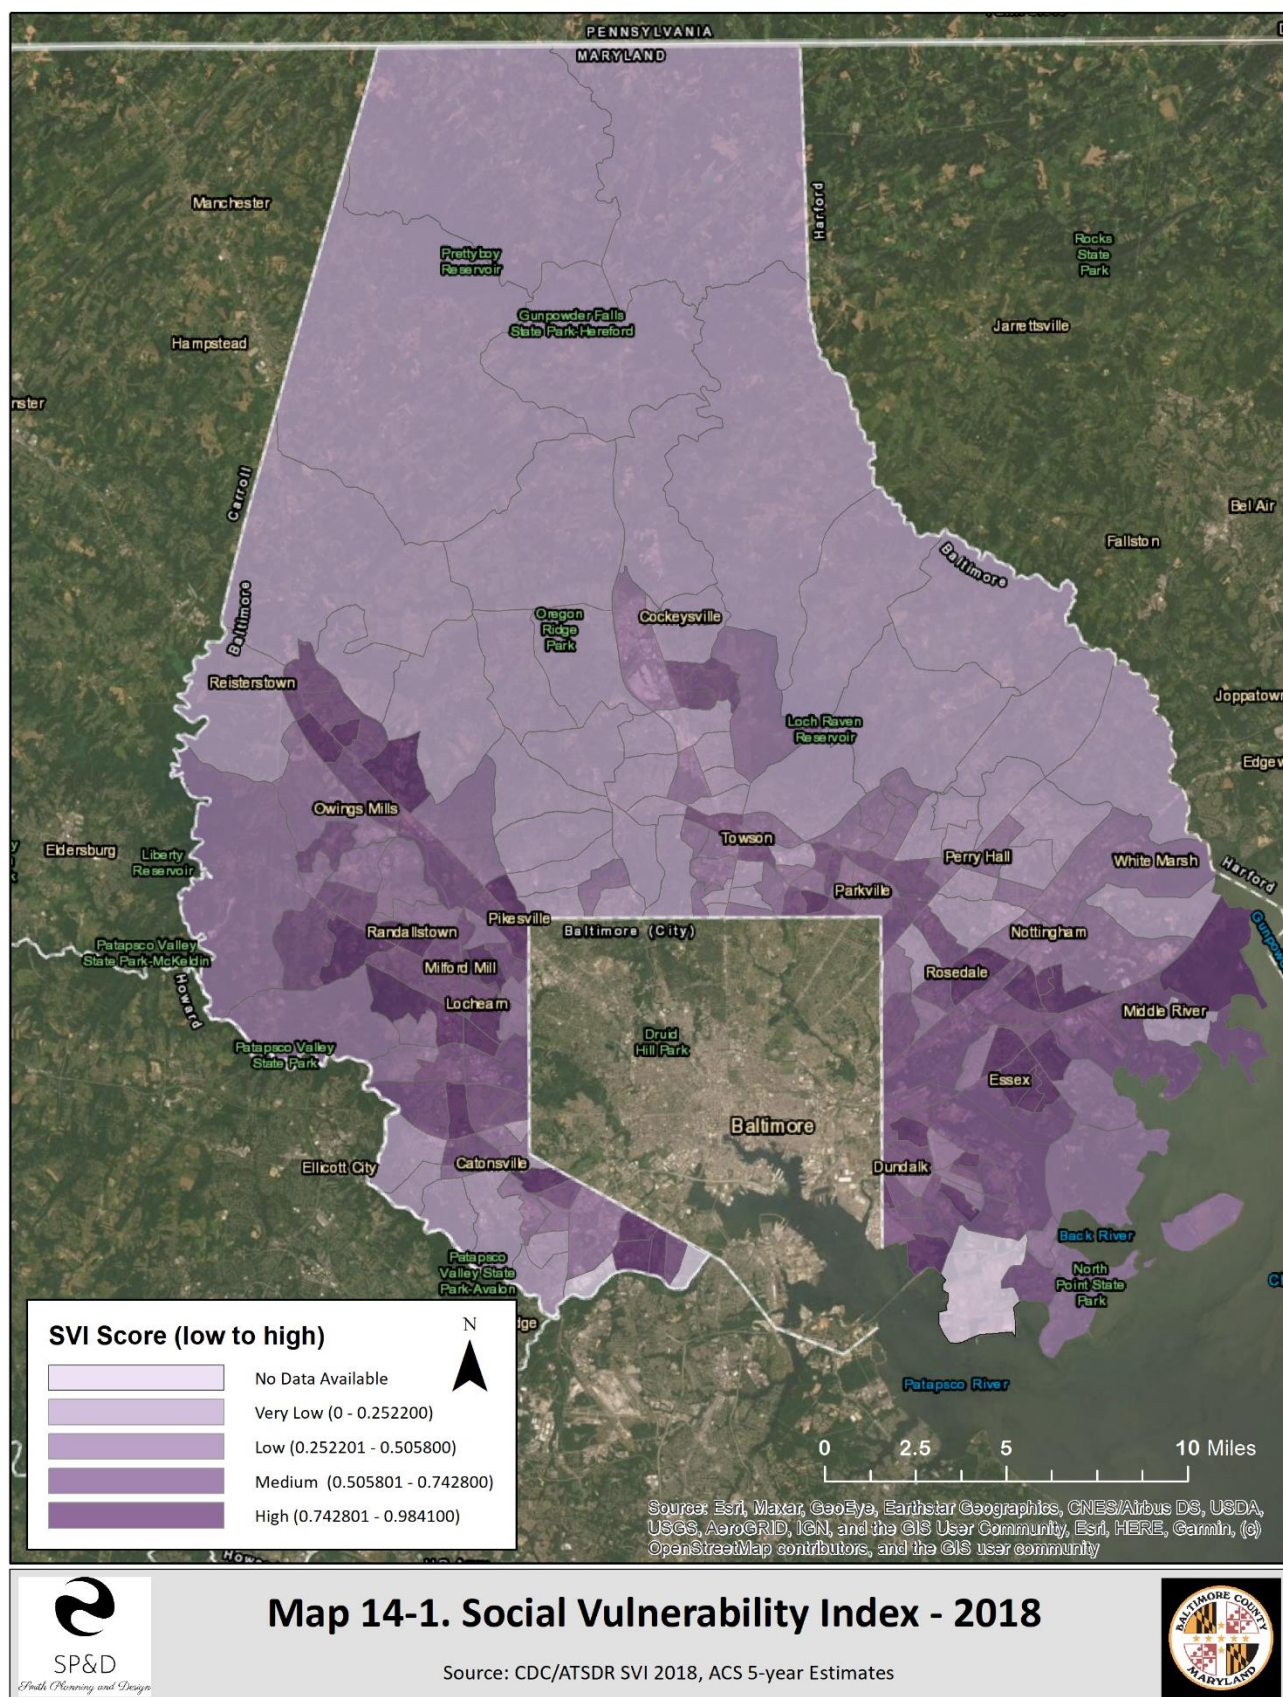 PENNSYLVANIA
MARYLAND
Manchester
Harford
Prettyboy
Reservoir
Rocks
State
Park
Gunpowder Falls
State Park-Hereford
Jarrettsville
Hampstead
nster
Carroll
Baltimore
Bel Air
Fallston
Baltimore
Oregon
Ridge
Park
Cockeysville
Reisterstown
Joppatow
Loch Raven
Reservoir
Edgew
Owings Mills
Towson
Eldersburg
Liberty
Reservoir
Perry Hall
White Marsh
Harford
Parkville
Pikesville
Randallstown
Baltimore (City)
Nottingham
Gunpow
Patapsco Valley
State Park-McKeldin
Milford Mill
Rosedale
Howard
Lochearn
Middle River
Druid
Hill Park
Patapsco Valley
State Park
Essex
Baltimore
Ellicott City
Catonsville
Dundalk
Back River
Patapsco
Valley State
Park-Avalon
North
Point State
Park
dge
Patapsco River
SVI Score (low to high)
N
No Data Available
Very Low (0 - 0.252200)
Low (0.252201 - 0.505800)
Medium (0.505801 - 0.742800)
High (0.742801 - 0.984100)
0 2.5 5 10 Miles
Source: Esri, Maxar, GeoEye, Earthstar Geographics, CNES/Airbus DS, USDA,
USGS, AeroGRID, IGN, and the GIS User Community, Esri, HERE, Garmin, (c)
OpenStreetMap contributors, and the GIS user community
Map 14-1. Social Vulnerability Index - 2018
Source: CDC/ATSDR SVI 2018, ACS 5-year Estimates
SP&D
Smith Planning and Design
BALTIMORE COUNTY
MARYLAND